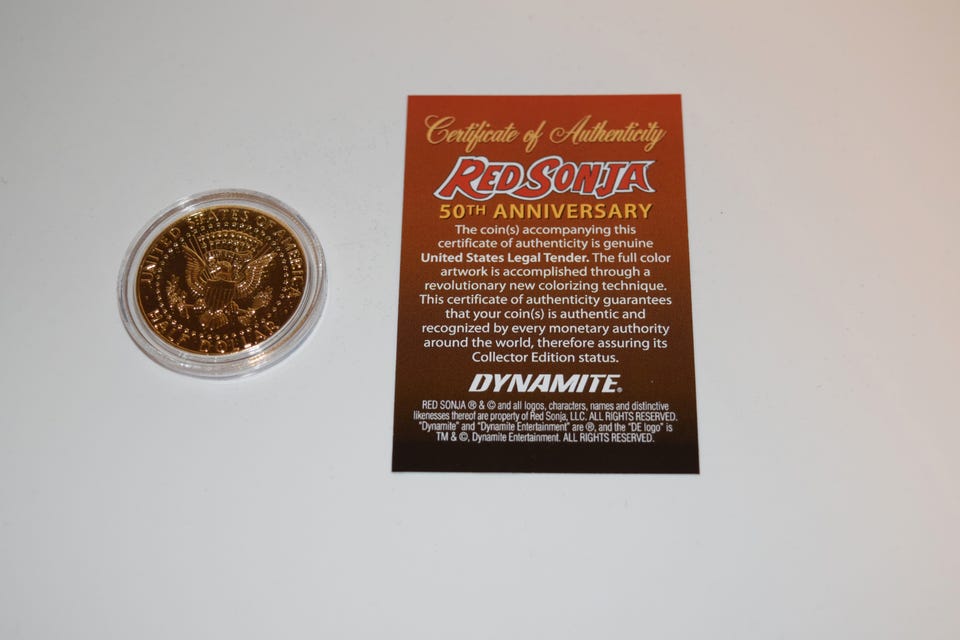 UNITED STATES OF AMERICA
HALF DOLLAR
Certificate of Authenticity
RED SONJA
50TH ANNIVERSARY
The coin(s) accompanying this
certificate of authenticity is genuine
United States Legal Tender. The full color
artwork is accomplished through a
revolutionary new colorizing technique.
This certificate of authenticity guarantees
that your coin(s) is authentic and
recognized by every monetary authority
around the world, therefore assuring its
Collector Edition status.
DYNAMITE®
RED SONJA ® & © and all logos, characters, names and distinctive
likenesses thereof are property of Red Sonja, LLC. ALL RIGHTS RESERVED.
"Dynamite" and "Dynamite Entertainment" are ®, and the "DE logo" is
TM & ©, Dynamite Entertainment. ALL RIGHTS RESERVED.